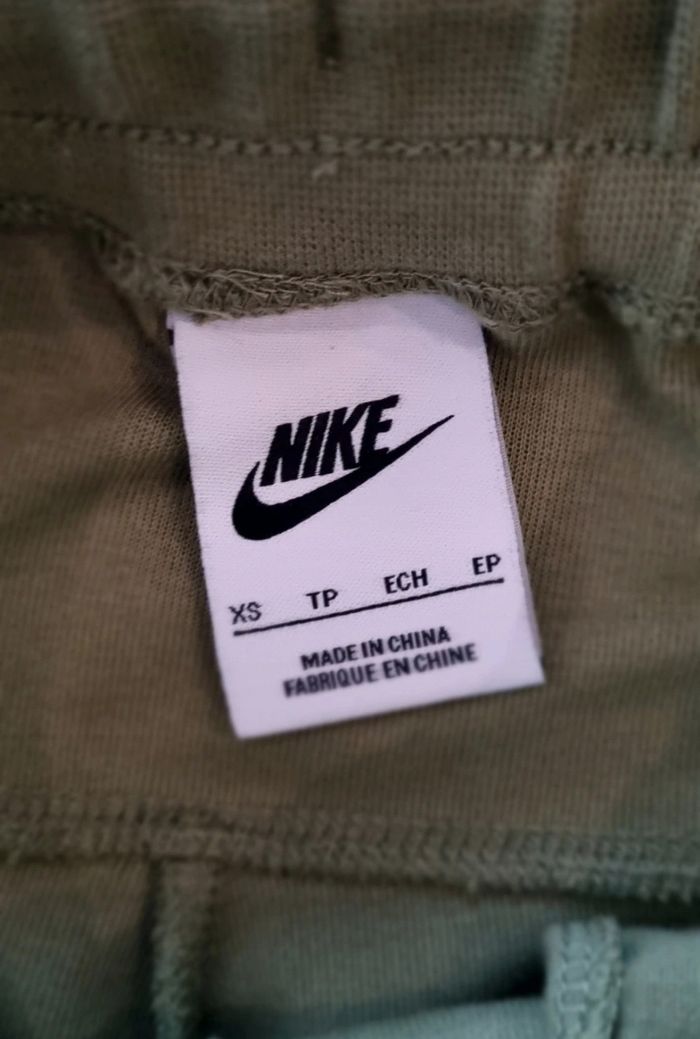 NIKE
XS TP ECH EP
MADE IN CHINA
FABRIQUE EN CHINE